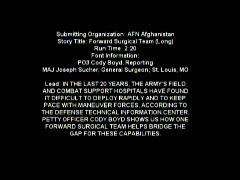 Submitting Organization: AFN Afghanistan
Story Title: Forward Surgical Team (Long)
Run Time: 2:20
Font Information:
PO3 Cody Boyd, Reporting
MAJ Joseph Sucher, General Surgeon; St. Louis, MO
Lead: IN THE LAST 20 YEARS, THE ARMY'S FIELD
AND COMBAT SUPPORT HOSPITALS HAVE FOUND
IT DIFFICULT TO DEPLOY RAPIDLY AND TO KEEP
PACE WITH MANEUVER FORCES, ACCORDING TO
THE DEFENSE TECHNICAL INFORMATION CENTER.
PETTY OFFICER CODY BOYD SHOWS US HOW ONE
FORWARD SURGICAL TEAM HELPS BRIDGE THE
GAP FOR THESE CAPABILITIES.